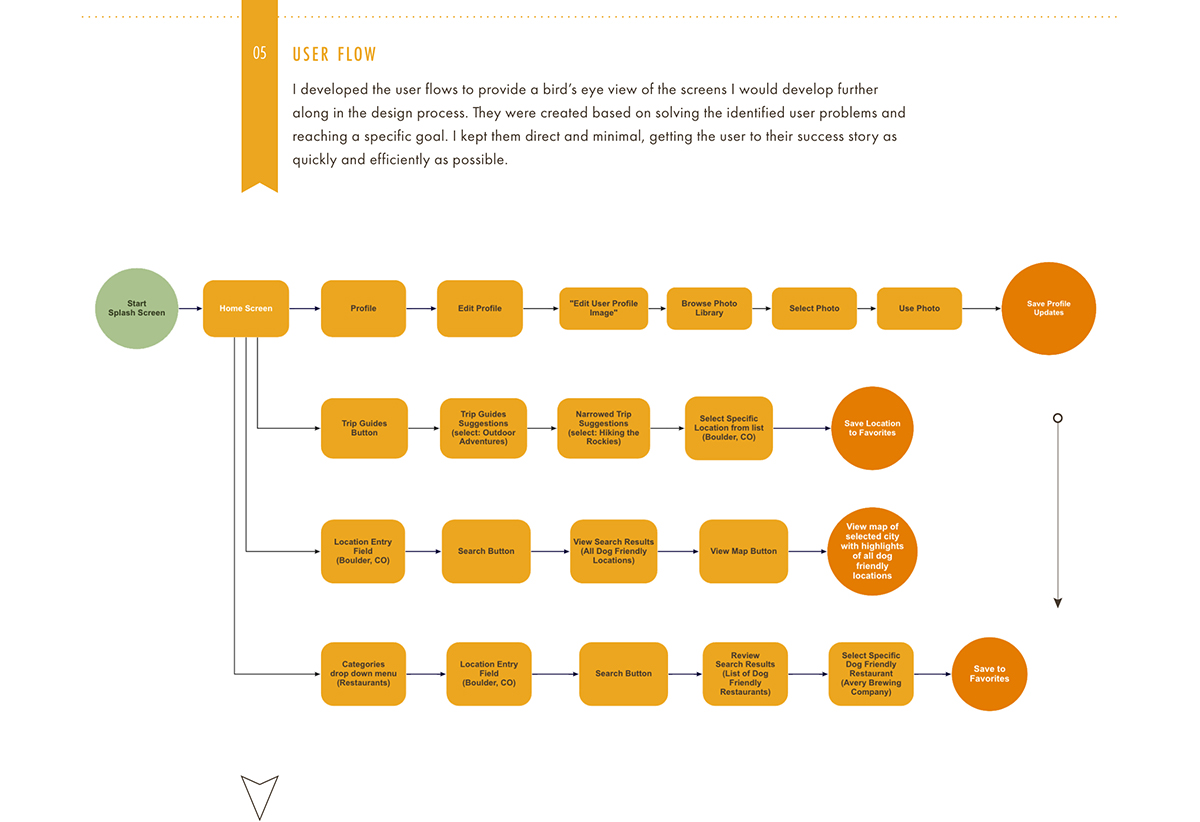 05
USER FLOW
I developed the user flows to provide a bird’s eye view of the screens I would develop further
along in the design process. They were created based on solving the identified user problems and
reaching a specific goal. I kept them direct and minimal, getting the user to their success story as
quickly and efficiently as possible.
Start
Splash Screen
Home Screen
Profile
Edit Profile
"Edit User Profile
Image"
Browse Photo
Library
Select Photo
Use Photo
Save Profile
Updates
Trip Guides
Button
Trip Guides
Suggestions
(select: Outdoor
Adventures)
Narrowed Trip
Suggestions
(select: Hiking the
Rockies)
Select Specific
Location from list
(Boulder, CO)
Save Location
to Favorites
Location Entry
Field
(Boulder, CO)
Search Button
View Search Results
(All Dog Friendly
Locations)
View Map Button
View map of
selected city
with highlights
of all dog
friendly
locations
Categories
drop down menu
(Restaurants)
Location Entry
Field
(Boulder, CO)
Search Button
Review
Search Results
(List of Dog
Friendly
Restaurants)
Select Specific
Dog Friendly
Restaurant
(Avery Brewing
Company)
Save to
Favorites